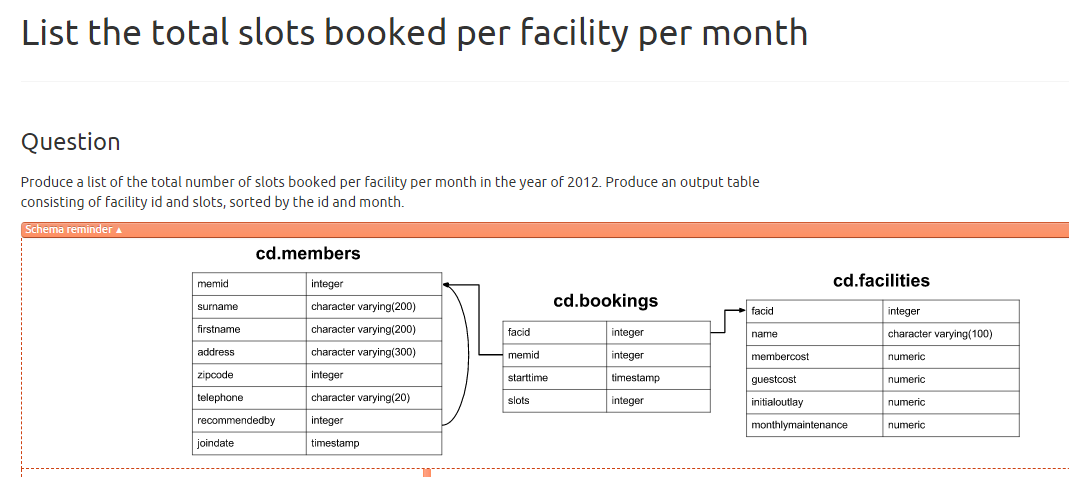 List the total slots booked per facility per month
Question
Produce a list of the total number of slots booked per facility per month in the year of 2012. Produce an output table
consisting of facility id and slots, sorted by the id and month.
Schema reminder ▲
cd.members
memid integer
surname character varying(200)
firstname character varying(200)
address character varying(300)
zipcode integer
telephone character varying(20)
recommendedby integer
joindate timestamp
cd.bookings
facid integer
memid integer
starttime timestamp
slots integer
cd.facilities
facid integer
name character varying(100)
membercost numeric
guestcost numeric
initialoutlay numeric
monthlymaintenance numeric